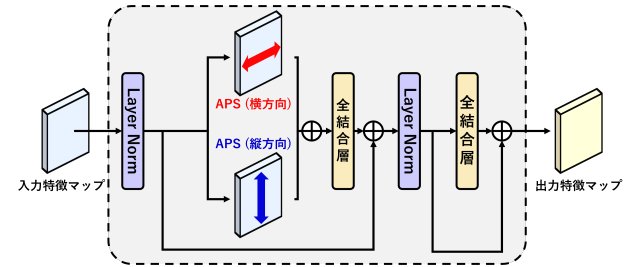 入力特徴マップ
Layer Norm
APS (横方向)
APS (縦方向)
全結合層
Layer Norm
全結合層
出力特徴マップ